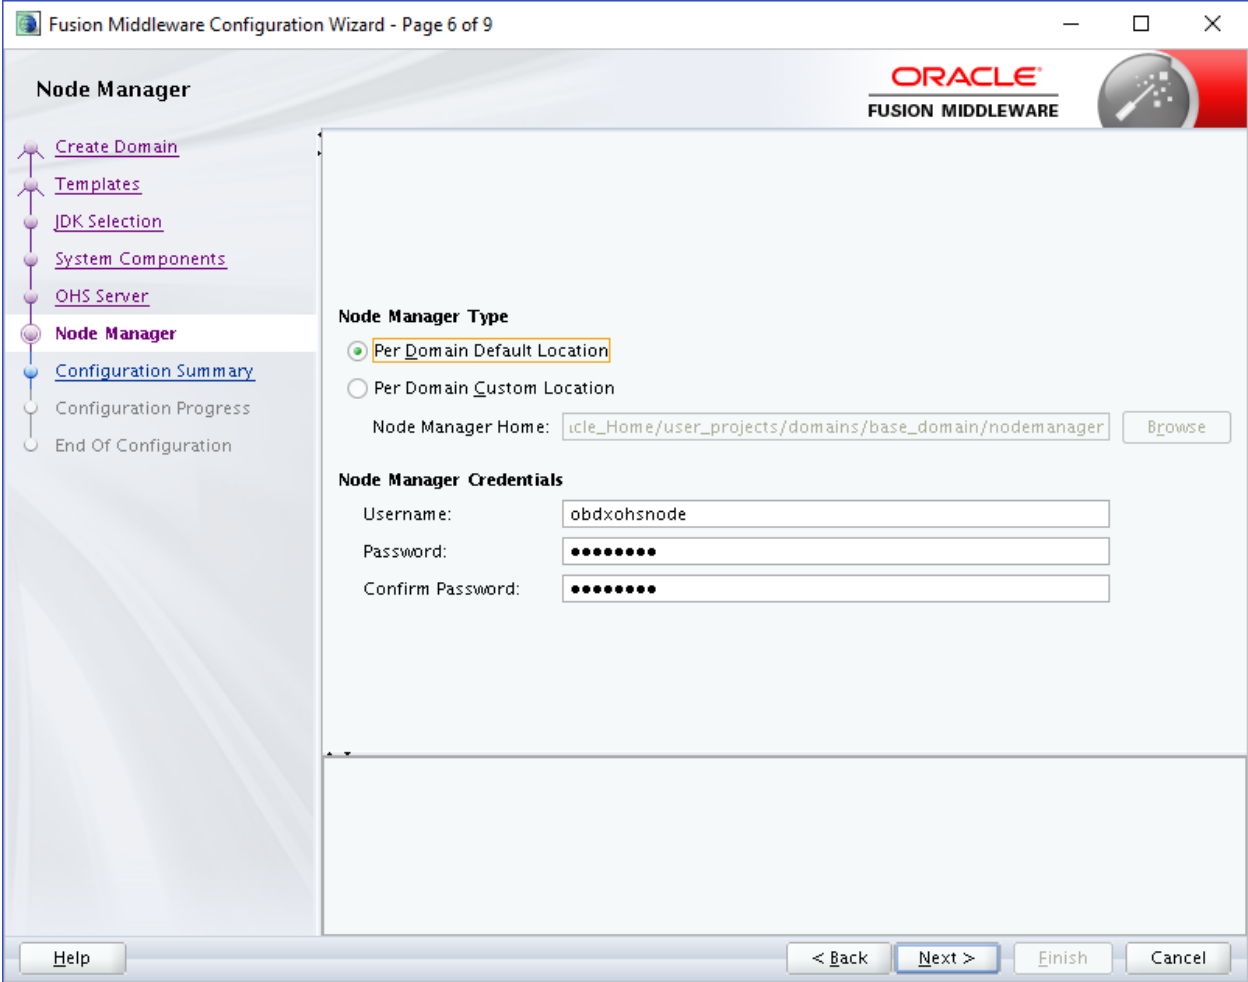 Fusion Middleware Configuration Wizard - Page 6 of 9
Node Manager
ORACLE
FUSION MIDDLEWARE
Create Domain
Templates
JDK Selection
System Components
OHS Server
Node Manager
Configuration Summary
Configuration Progress
End Of Configuration
Node Manager Type
Per Domain Default Location
Per Domain Custom Location
Node Manager Home: cle_Home/user_projects/domains/base_domain/nodemanager Browse
Node Manager Credentials
Username: obdxohsnode
Password: ●●●●●●●●
Confirm Password: ●●●●●●●●
Help < Back Next > Finish Cancel